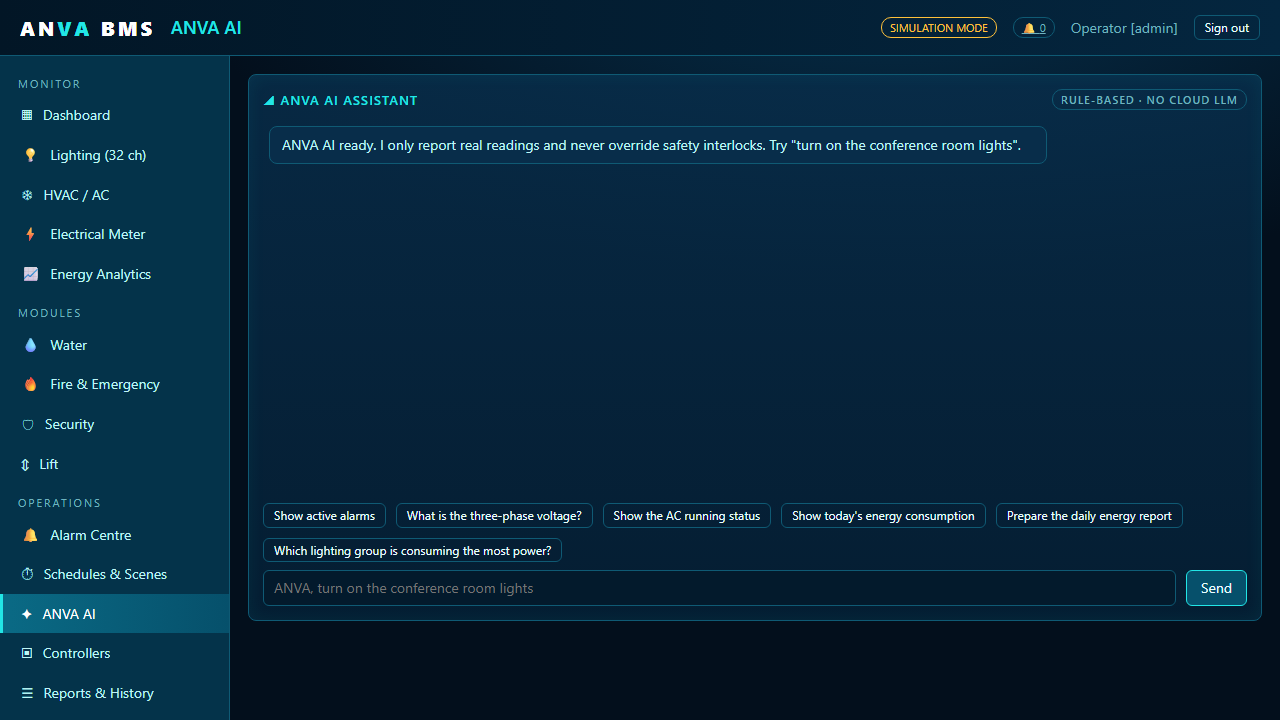 ANVA BMS ANVA AI SIMULATION MODE 0 Operator [admin] Sign out
MONITOR
Dashboard
Lighting (32 ch)
HVAC / AC
Electrical Meter
Energy Analytics
MODULES
Water
Fire & Emergency
Security
Lift
OPERATIONS
Alarm Centre
Schedules & Scenes
ANVA AI
Controllers
Reports & History
ANVA AI ASSISTANT RULE-BASED · NO CLOUD LLM
ANVA AI ready. I only report real readings and never override safety interlocks. Try "turn on the conference room lights".
Show active alarms What is the three-phase voltage? Show the AC running status Show today's energy consumption Prepare the daily energy report
Which lighting group is consuming the most power?
ANVA, turn on the conference room lights Send